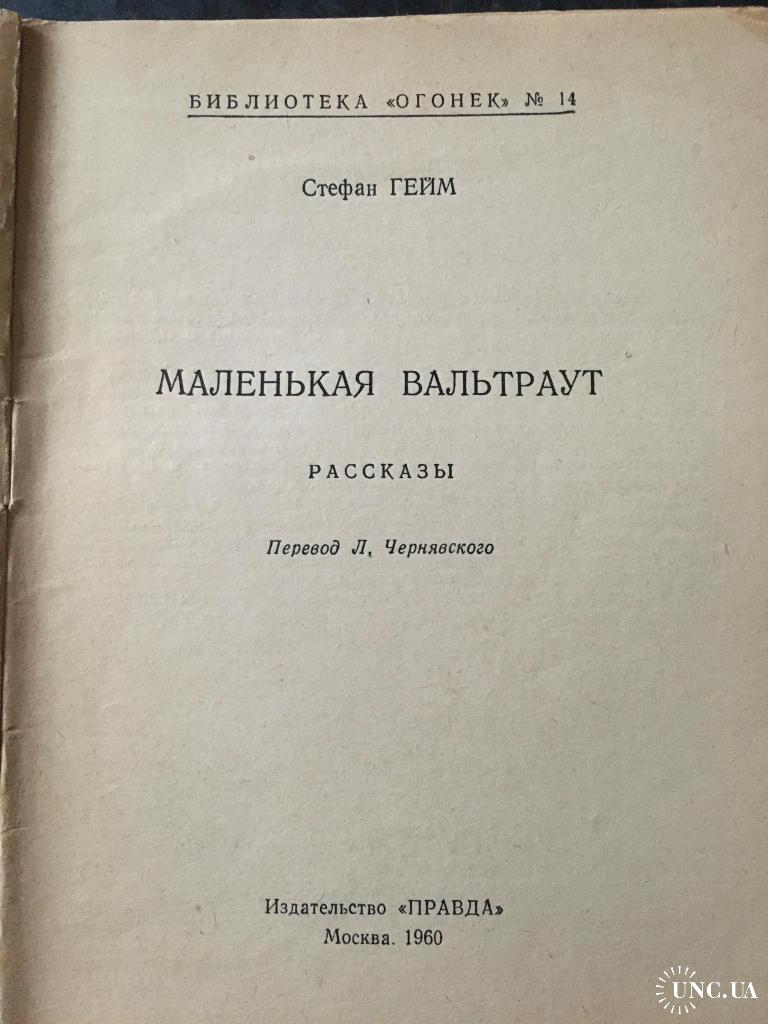 БИБЛИОТЕКА «ОГОНЕК» № 14
Стефан ГЕЙМ
МАЛЕНЬКАЯ ВАЛЬТРАУТ
РАССКАЗЫ
Перевод Л. Чернявского
Издательство «ПРАВДА»
Москва. 1960
UNC.UA